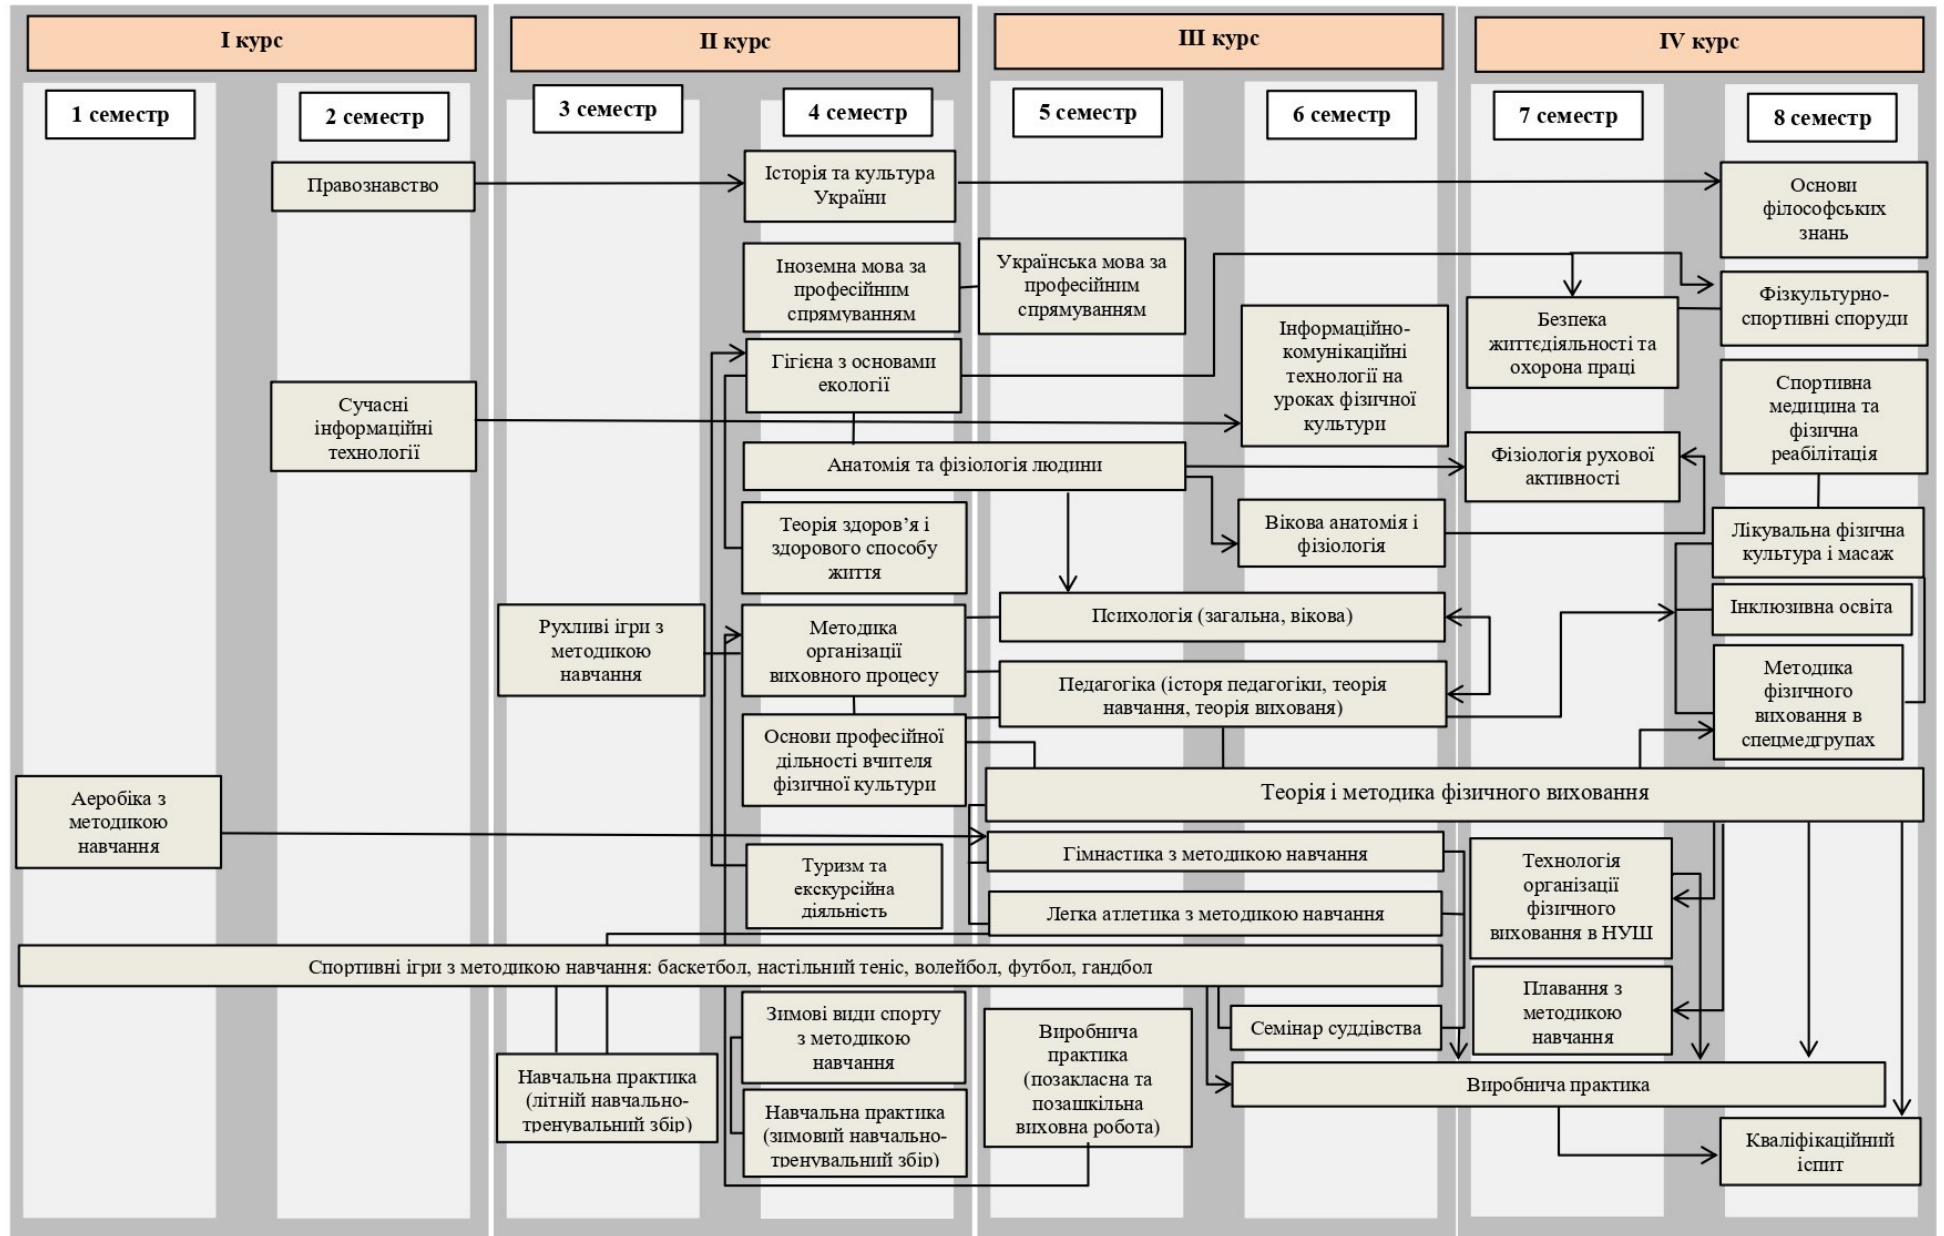 I курс
II курс
III курс
IV курс
1 семестр
2 семестр
3 семестр
4 семестр
5 семестр
6 семестр
7 семестр
8 семестр
Правознавство
Історія та культура
України
Основи
філософських
знань
Іноземна мова за
професійним
спрямуванням
Українська мова за
професійним
спрямуванням
Інформаційно-
комунікаційні
технології на
уроках фізичної
культури
Безпека
життєдіяльності та
охорона праці
Фізкультурно-
спортивні споруди
Гігієна з основами
екології
Сучасні
інформаційні
технології
Спортивна
медицина та
фізична
реабілітація
Анатомія та фізіологія людини
Фізіологія рухової
активності
Теорія здоров’я і
здорового способу
життя
Вікова анатомія і
фізіологія
Лікувальна фізична
культура і масаж
Рухливі ігри з
методикою
навчання
Методика
організації
виховного процесу
Психологія (загальна, вікова)
Інклюзивна освіта
Педагогіка (історя педагогіки, теорія
навчання, теорія вихованя)
Методика
фізичного
виховання в
спецмедгрупах
Основи професійної
дільності вчителя
фізичної культури
Аеробіка з
методикою
навчання
Теорія і методика фізичного виховання
Гімнастика з методикою навчання
Туризм та
екскурсійна
діяльність
Технологія
організації
фізичного
виховання в НУШ
Легка атлетика з методикою навчання
Спортивні ігри з методикою навчання: баскетбол, настільний теніс, волейбол, футбол, гандбол
Зимові види спорту
з методикою
навчання
Виробнича
практика
(позакласна та
позашкільна
виховна робота)
Семінар суддівства
Плавання з
методикою
навчання
Навчальна практика
(літній навчально-
тренувальний збір)
Навчальна практика
(зимовий навчально-
тренувальний збір)
Виробнича практика
Кваліфікаційний
іспит